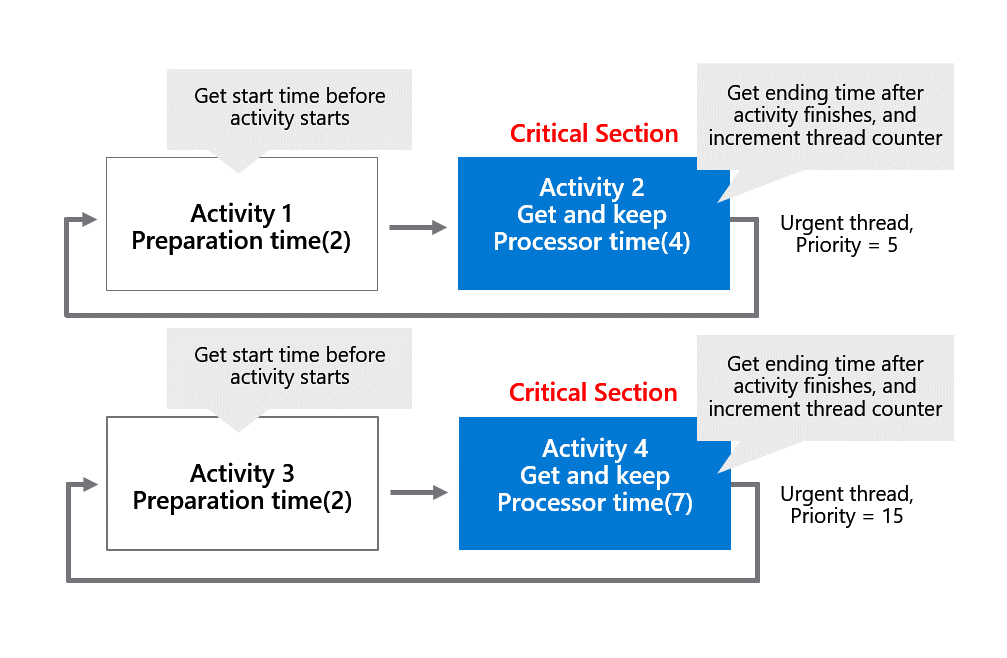 Get start time before
activity starts
Critical Section
Get ending time after
activity finishes, and
increment thread counter
Activity 1
Preparation time(2)
Activity 2
Get and keep
Processor time(4)
Urgent thread,
Priority = 5
Get start time before
activity starts
Critical Section
Get ending time after
activity finishes, and
increment thread counter
Activity 3
Preparation time(2)
Activity 4
Get and keep
Processor time(7)
Urgent thread,
Priority = 15